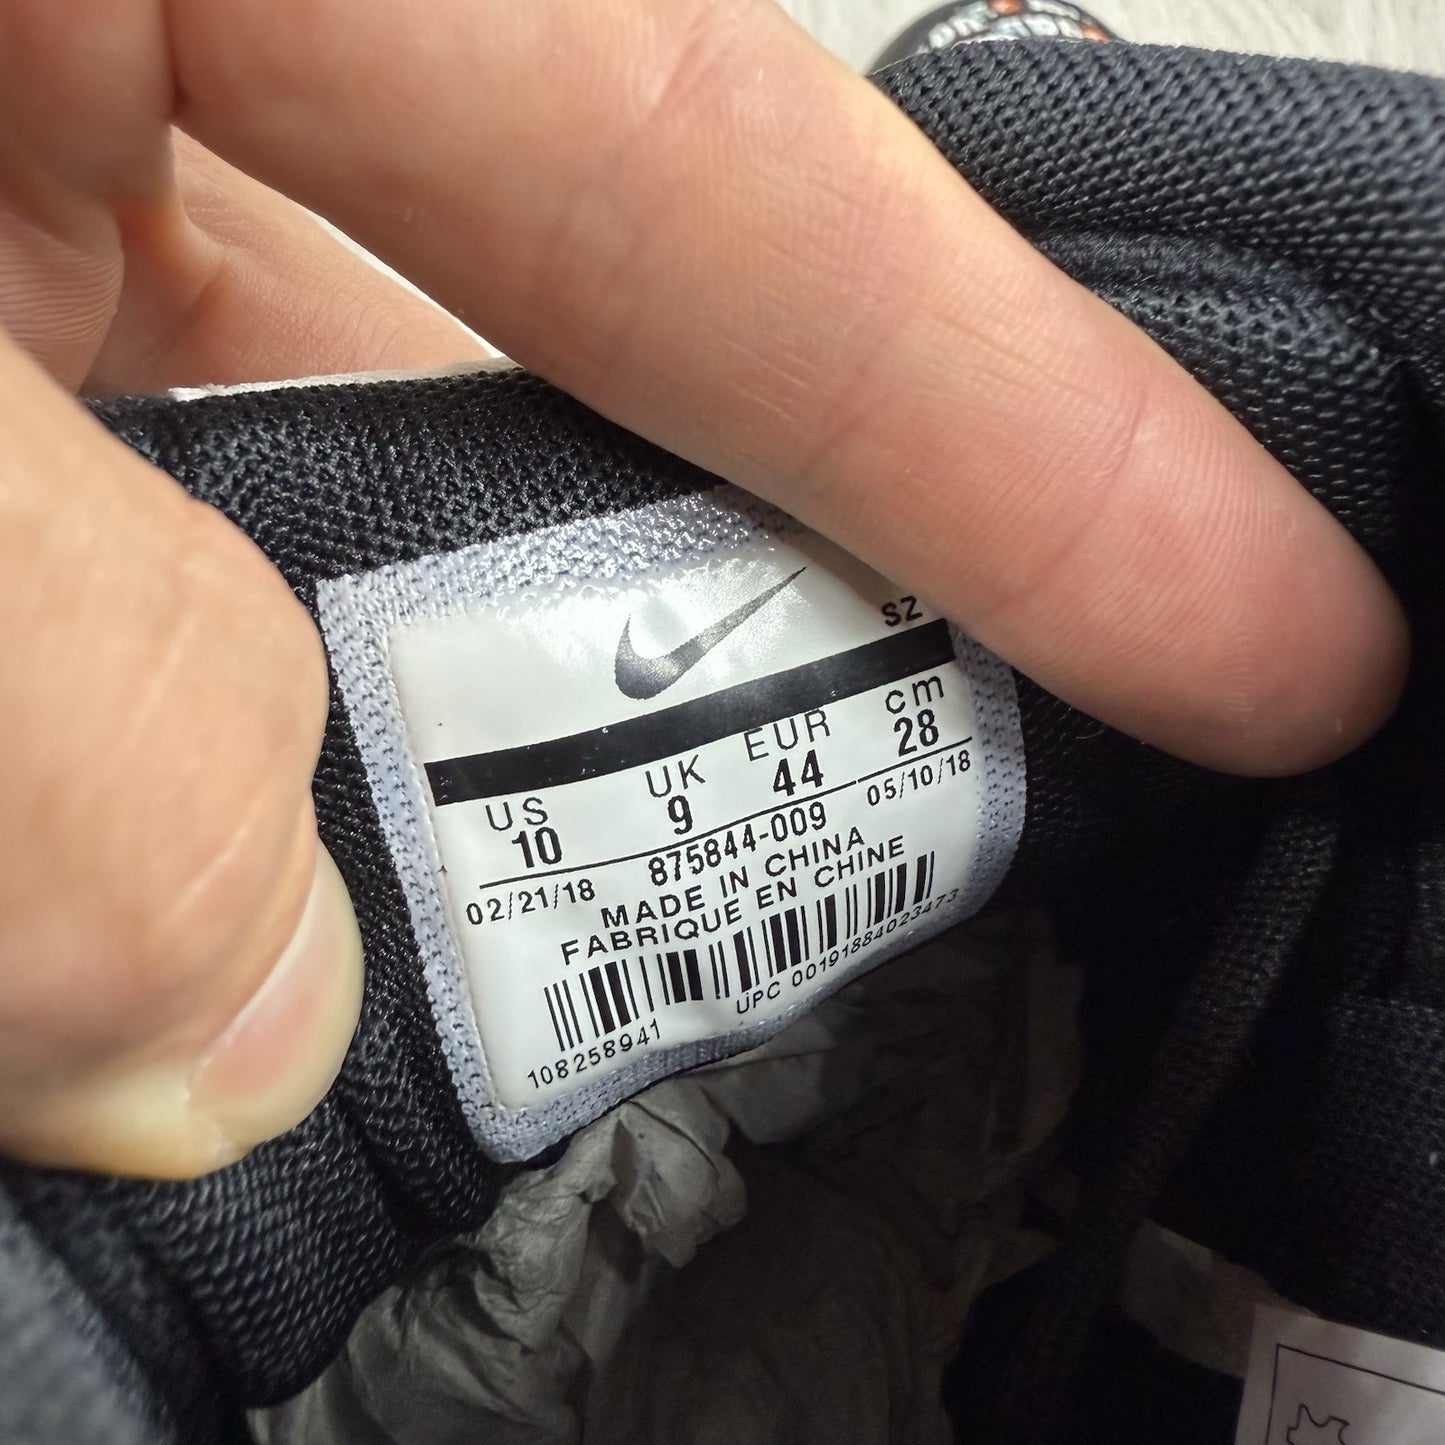 SZ
US UK EUR cm
10 9 44 28
02/21/18 875844-009 05/10/18
MADE IN CHINA
FABRIQUE EN CHINE
108258941 UPC 00191884023473